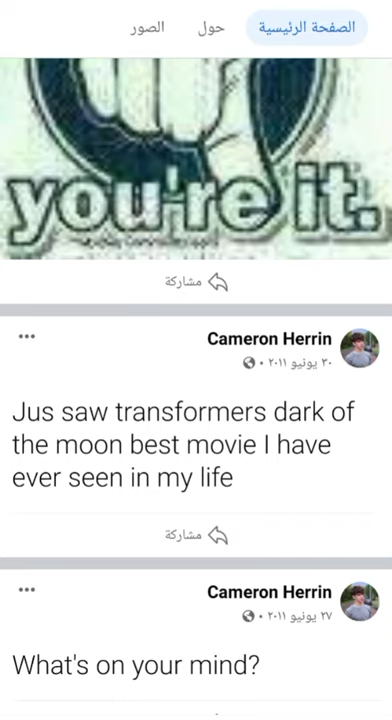 الصفحة الرئيسية
حول
الصور
you're it.
مشاركة
Cameron Herrin
٣٠ يونيو ٢٠١١ •
Jus saw transformers dark of
the moon best movie I have
ever seen in my life
مشاركة
Cameron Herrin
٢٧ يونيو ٢٠١١ •
What's on your mind?